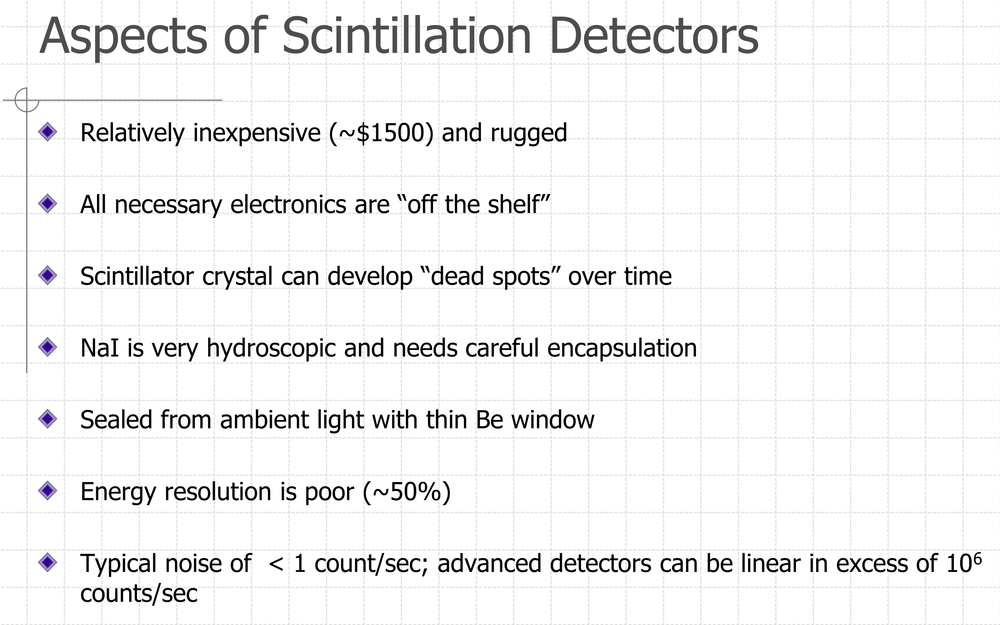 Aspects of Scintillation Detectors
Relatively inexpensive (~$1500) and rugged
All necessary electronics are “off the shelf”
Scintillator crystal can develop “dead spots” over time
NaI is very hydroscopic and needs careful encapsulation
Sealed from ambient light with thin Be window
Energy resolution is poor (~50%)
Typical noise of  < 1 count/sec; advanced detectors can be linear in excess of 10⁶
counts/sec